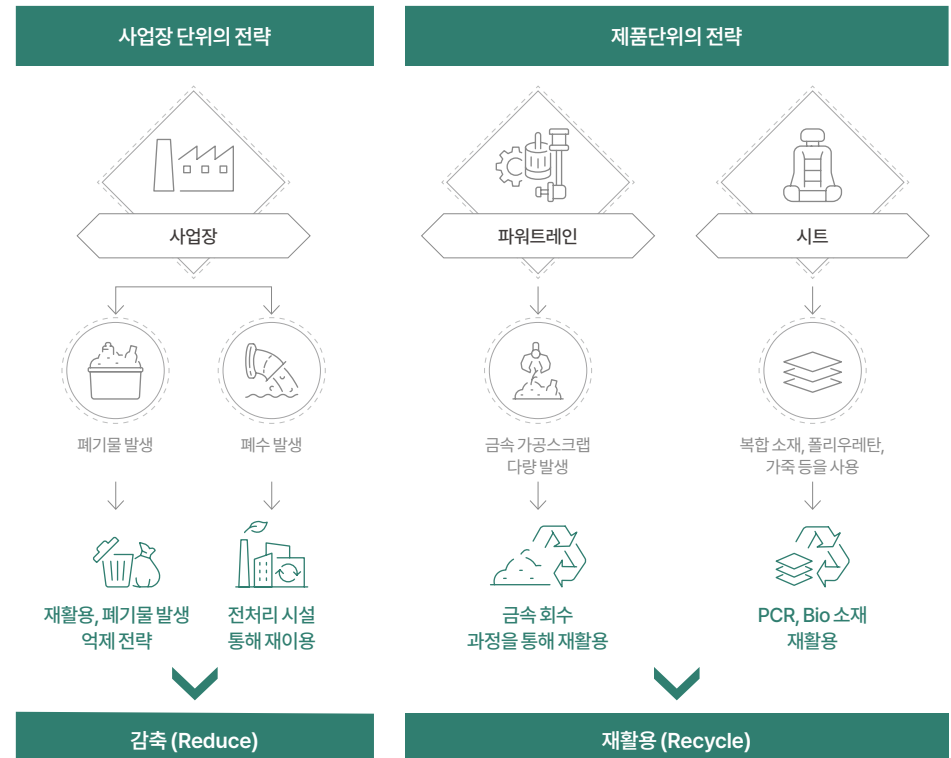 사업장 단위의 전략
사업장
폐기물 발생
폐수 발생
재활용, 폐기물 발생
억제 전략
전처리 시설
통해 재이용
감축 (Reduce)
제품단위의 전략
파워트레인
시트
금속 가공스크랩
다량 발생
복합 소재, 폴리우레탄,
가죽 등을 사용
금속 회수
과정을 통해 재활용
PCR, Bio 소재
재활용
재활용 (Recycle)